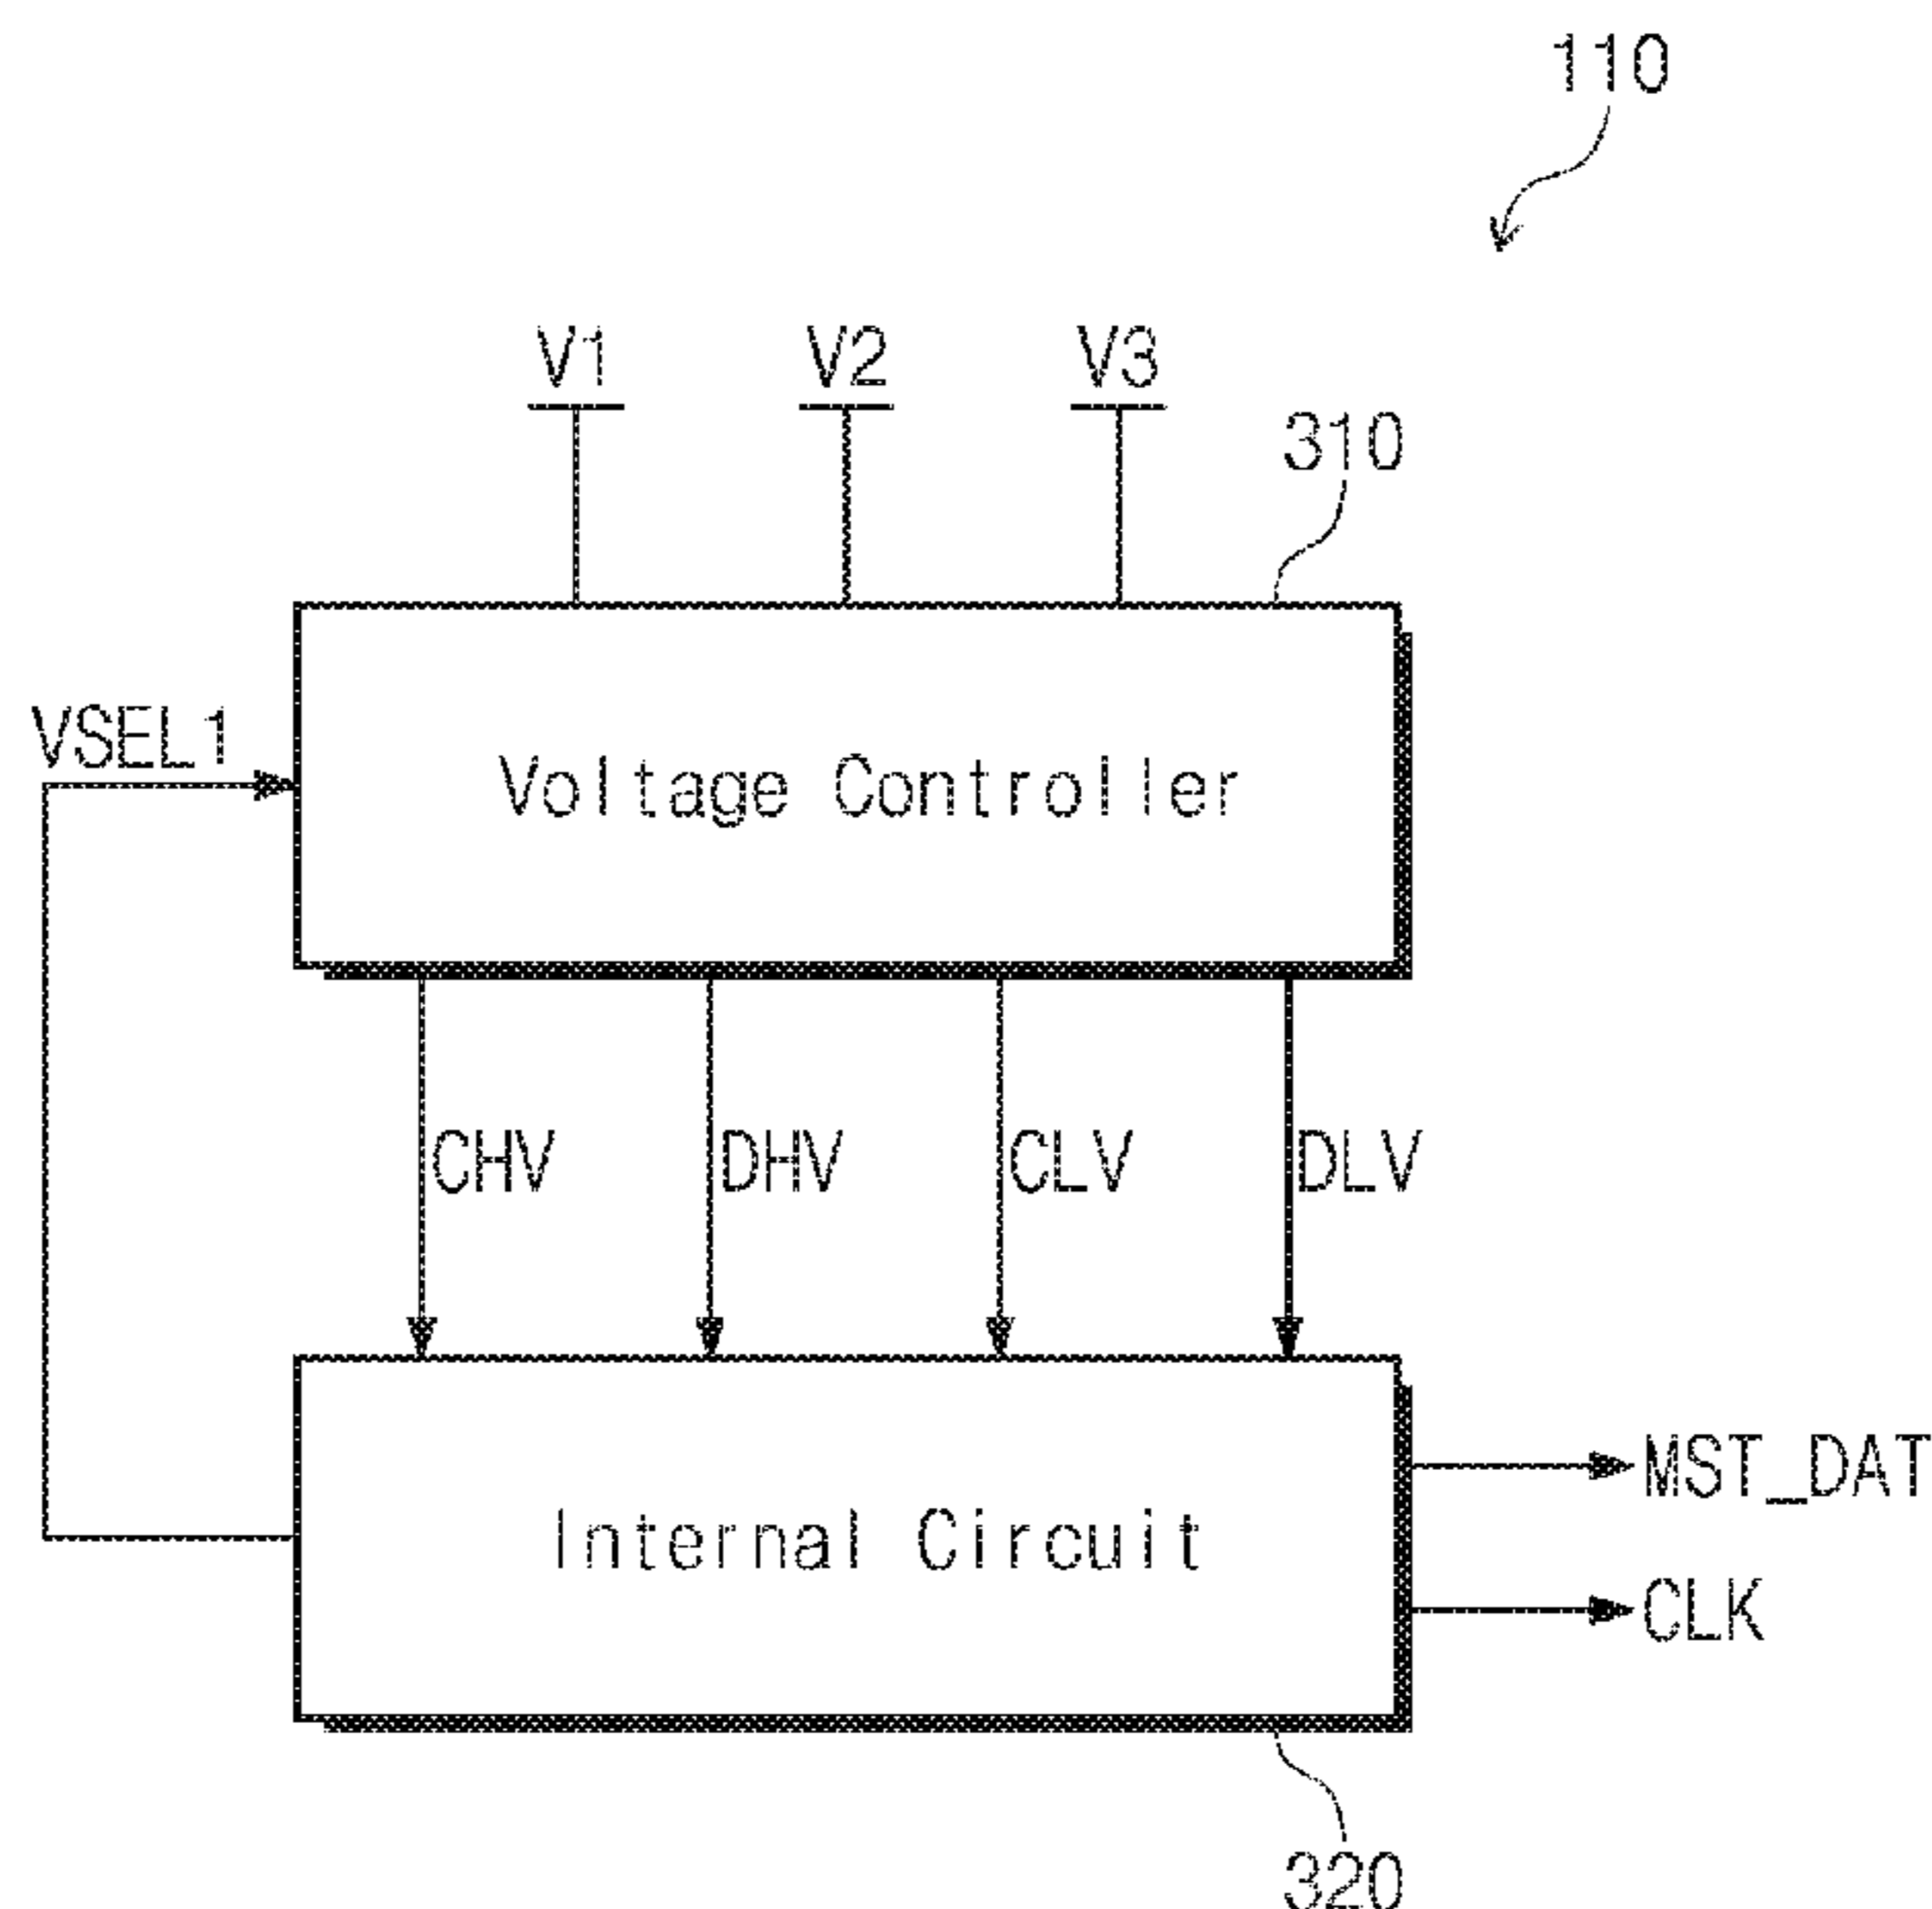 110
V1 V2 V3
310
VSEL1
Voltage Controller
CHV DHV CLV DLV
MST_DAT
Internal Circuit
CLK
320